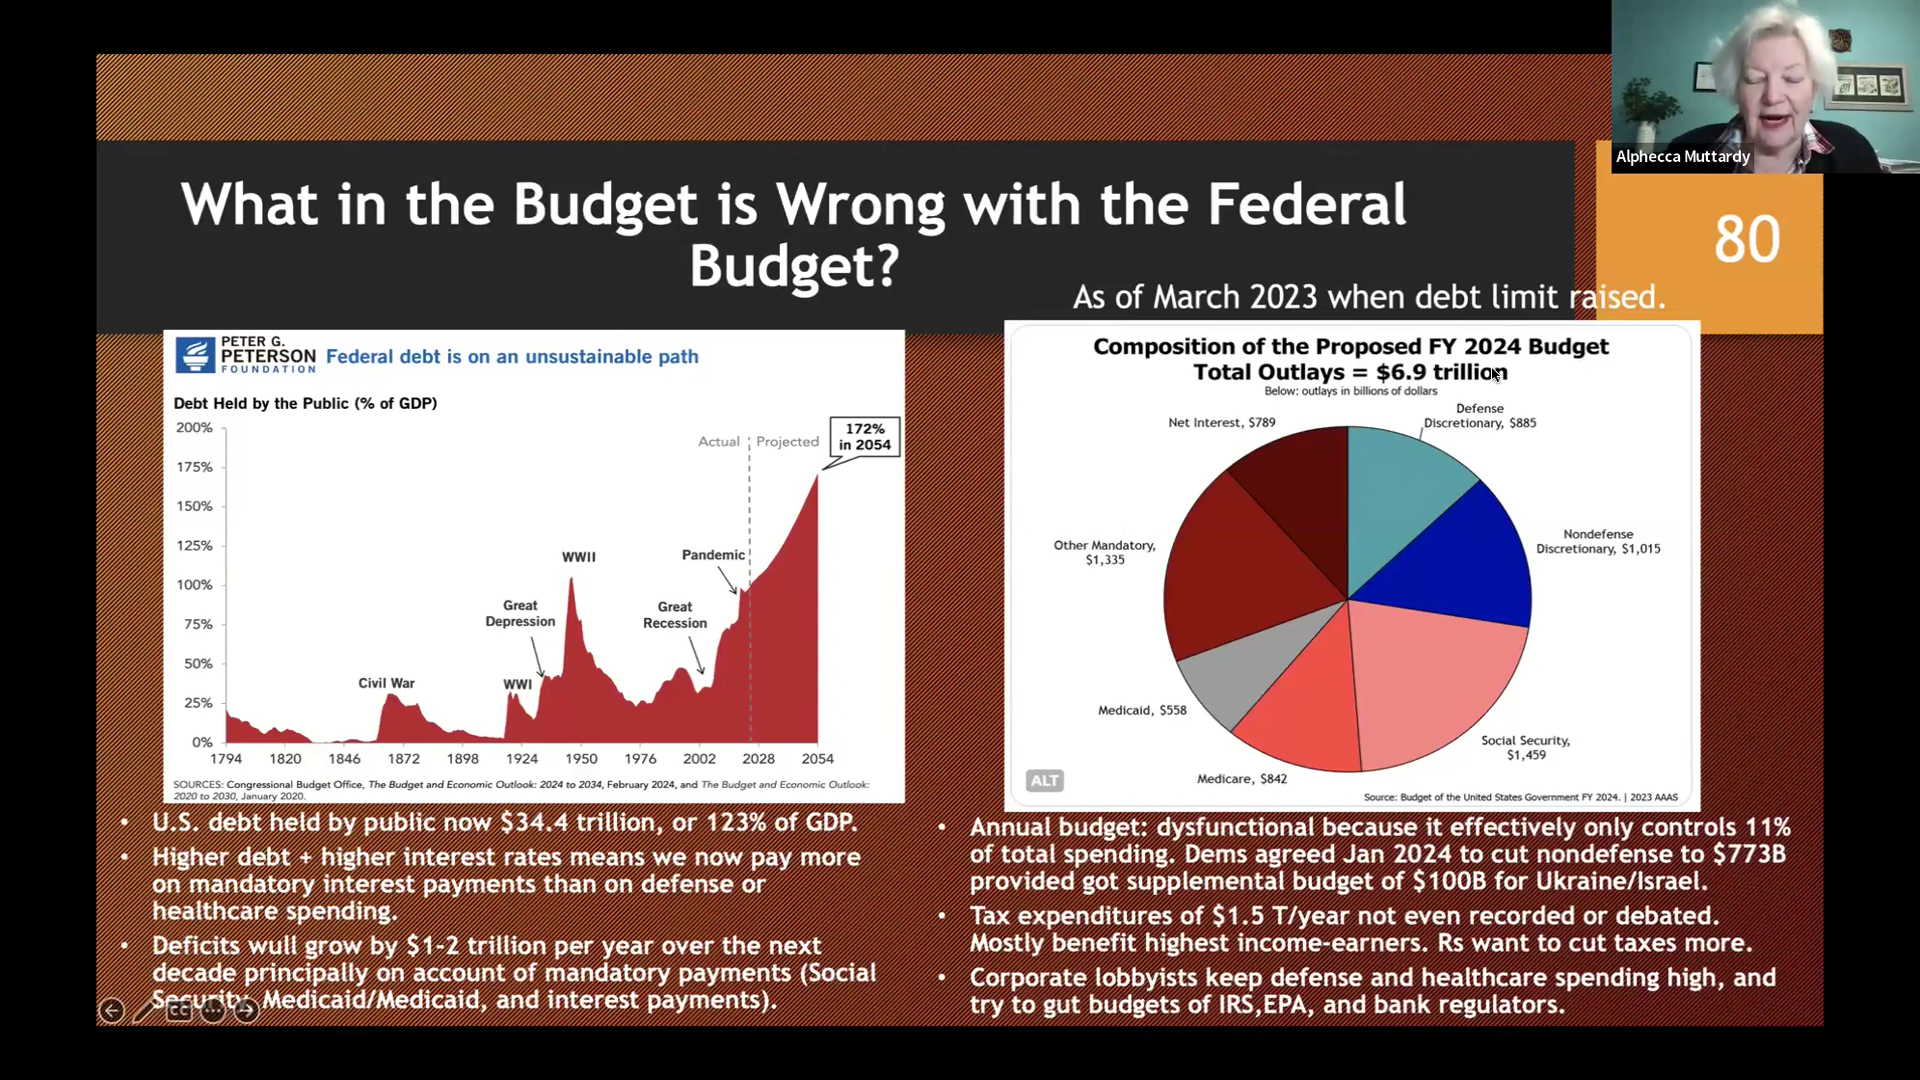 Alphecca Muttardy
What in the Budget is Wrong with the Federal
Budget?
80
As of March 2023 when debt limit raised.
PETER G.
PETERSON
FOUNDATION
Federal debt is on an unsustainable path
Debt Held by the Public (% of GDP)
200%
175%
150%
125%
100%
75%
50%
25%
0%
Actual
Projected
172%
in 2054
Civil War
WWI
Great
Depression
WWII
Great
Recession
Pandemic
1794 1820 1846 1872 1898 1924 1950 1976 2002 2028 2054
SOURCES: Congressional Budget Office, The Budget and Economic Outlook: 2024 to 2034, February 2024, and The Budget and Economic Outlook:
2020 to 2030, January 2020.
• U.S. debt held by public now $34.4 trillion, or 123% of GDP.
• Higher debt + higher interest rates means we now pay more
on mandatory interest payments than on defense or
healthcare spending.
• Deficits wull grow by $1-2 trillion per year over the next
decade principally on account of mandatory payments (Social
Security, Medicaid/Medicaid, and interest payments).
CC
Composition of the Proposed FY 2024 Budget
Total Outlays = $6.9 trillion
Below: outlays in billions of dollars
Net Interest, $789
Defense
Discretionary, $885
Nondefense
Discretionary, $1,015
Other Mandatory,
$1,335
Medicaid, $558
Medicare, $842
Social Security,
$1,459
ALT
Source: Budget of the United States Government FY 2024. | 2023 AAAS
• Annual budget: dysfunctional because it effectively only controls 11%
of total spending. Dems agreed Jan 2024 to cut nondefense to $773B
provided got supplemental budget of $100B for Ukraine/Israel.
• Tax expenditures of $1.5 T/year not even recorded or debated.
Mostly benefit highest income-earners. Rs want to cut taxes more.
• Corporate lobbyists keep defense and healthcare spending high, and
try to gut budgets of IRS,EPA, and bank regulators.